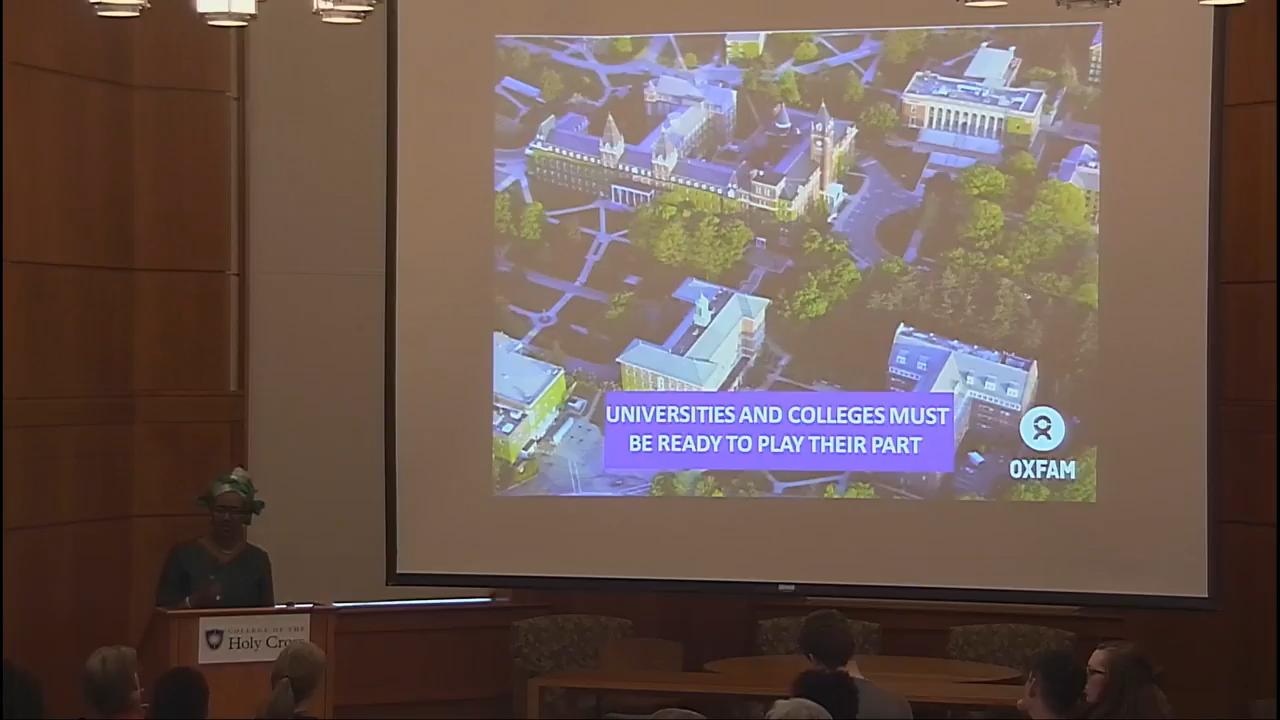 UNIVERSITIES AND COLLEGES MUST
BE READY TO PLAY THEIR PART
OXFAM
COLLEGE OF THE
Holy Cross